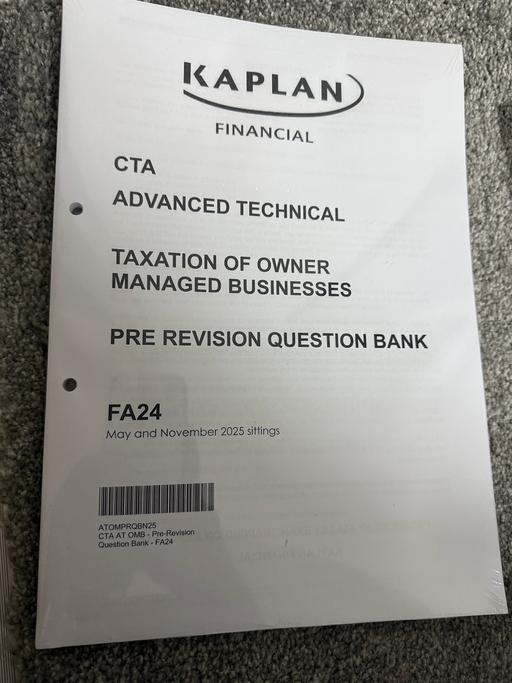 KAPLAN
FINANCIAL
CTA
ADVANCED TECHNICAL
TAXATION OF OWNER
MANAGED BUSINESSES
PRE REVISION QUESTION BANK
FA24
May and November 2025 sittings
ATOMPRQBN25
CTA AT OMB - Pre-Revision
Question Bank - FA24